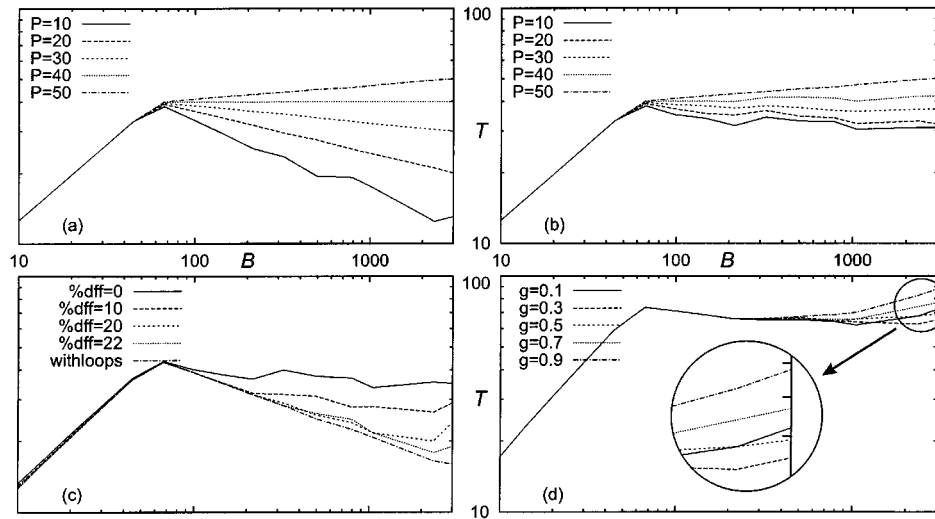 P=10
P=20
P=30
P=40
P=50
(a)
100
P=10
P=20
P=30
P=40
P=50
T
(b)
10
10
100
B
1000
100
B
1000
%dff=0
%dff=10
%dff=20
%dff=22
withloops
(c)
100
g=0.1
g=0.3
g=0.5
g=0.7
g=0.9
T
(d)
10